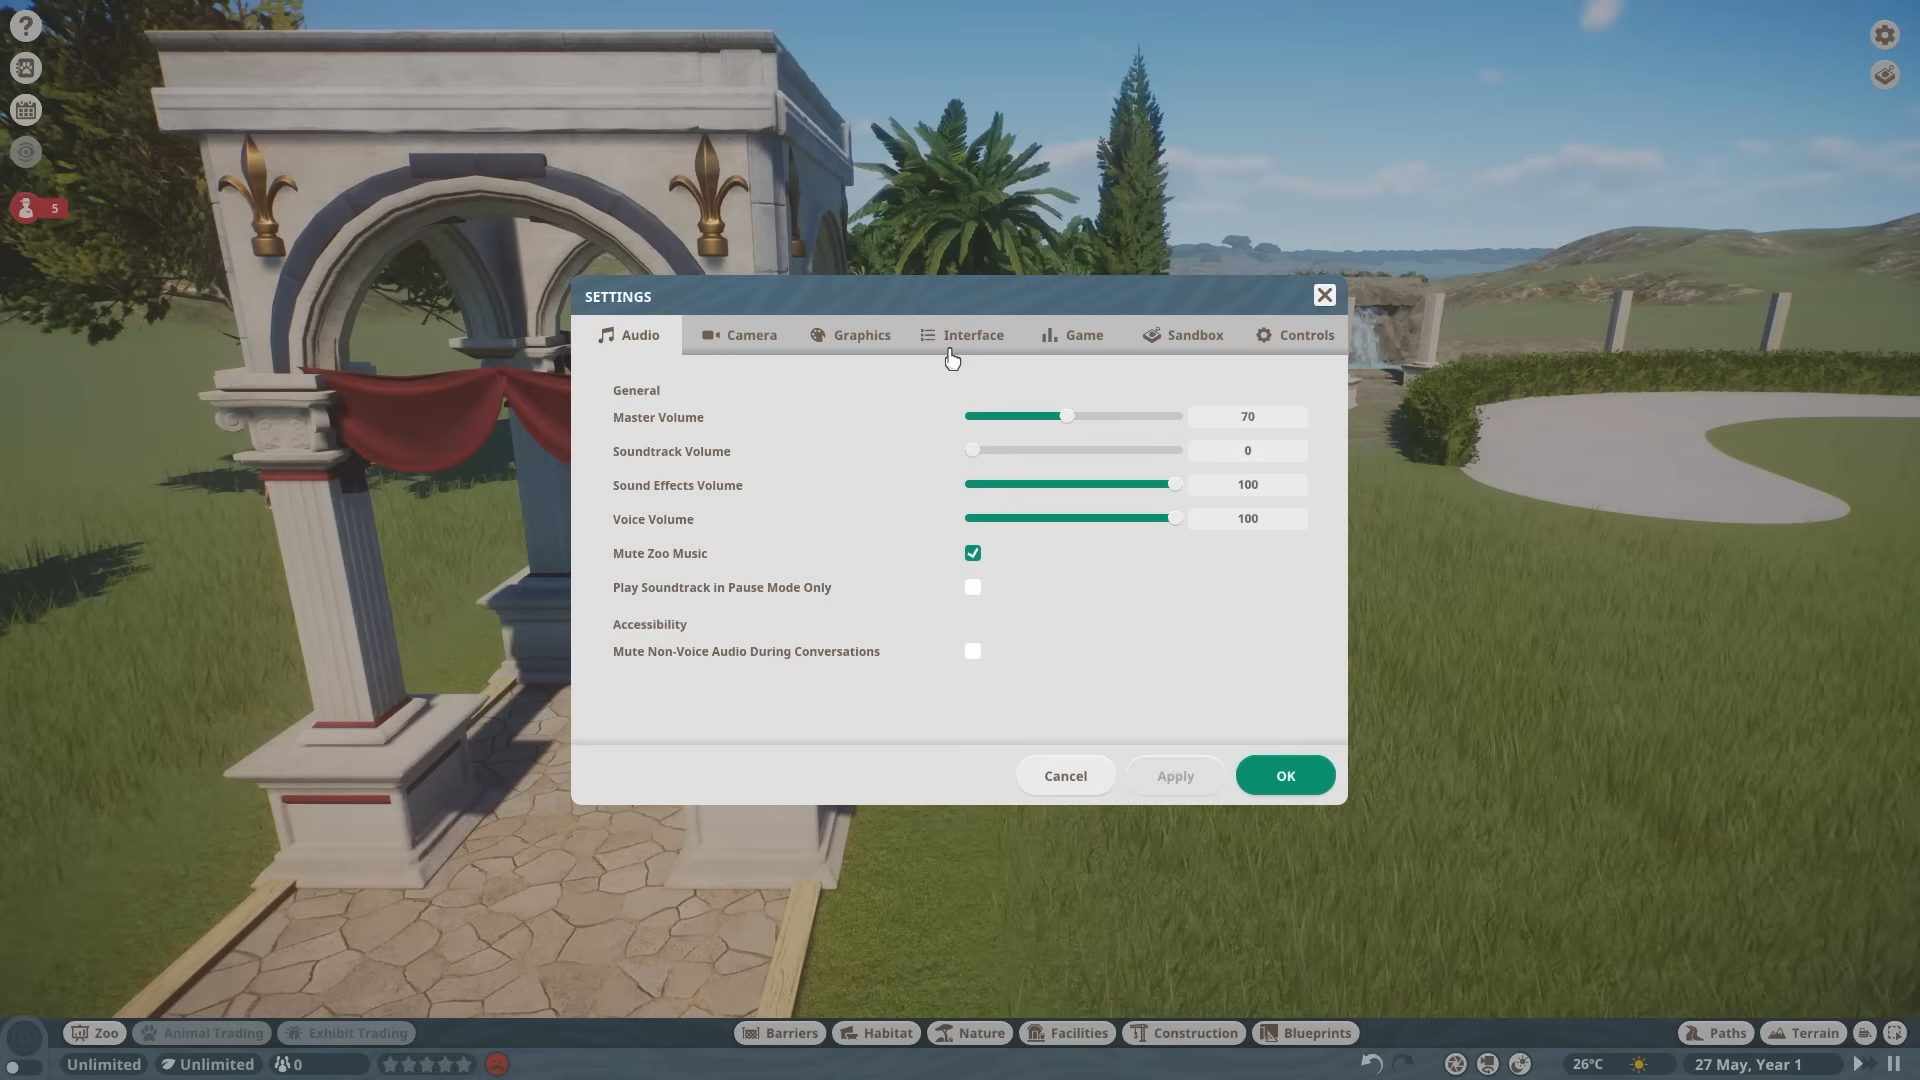 5
SETTINGS
Audio Camera Graphics Interface Game Sandbox Controls
General
Master Volume 70
Soundtrack Volume 0
Sound Effects Volume 100
Voice Volume 100
Mute Zoo Music
Play Soundtrack in Pause Mode Only
Accessibility
Mute Non-Voice Audio During Conversations
Cancel Apply OK
Zoo Animal Trading Exhibit Trading Barriers Habitat Nature Facilities Construction Blueprints Paths Terrain
Unlimited Unlimited 0 26°C 27 May, Year 1